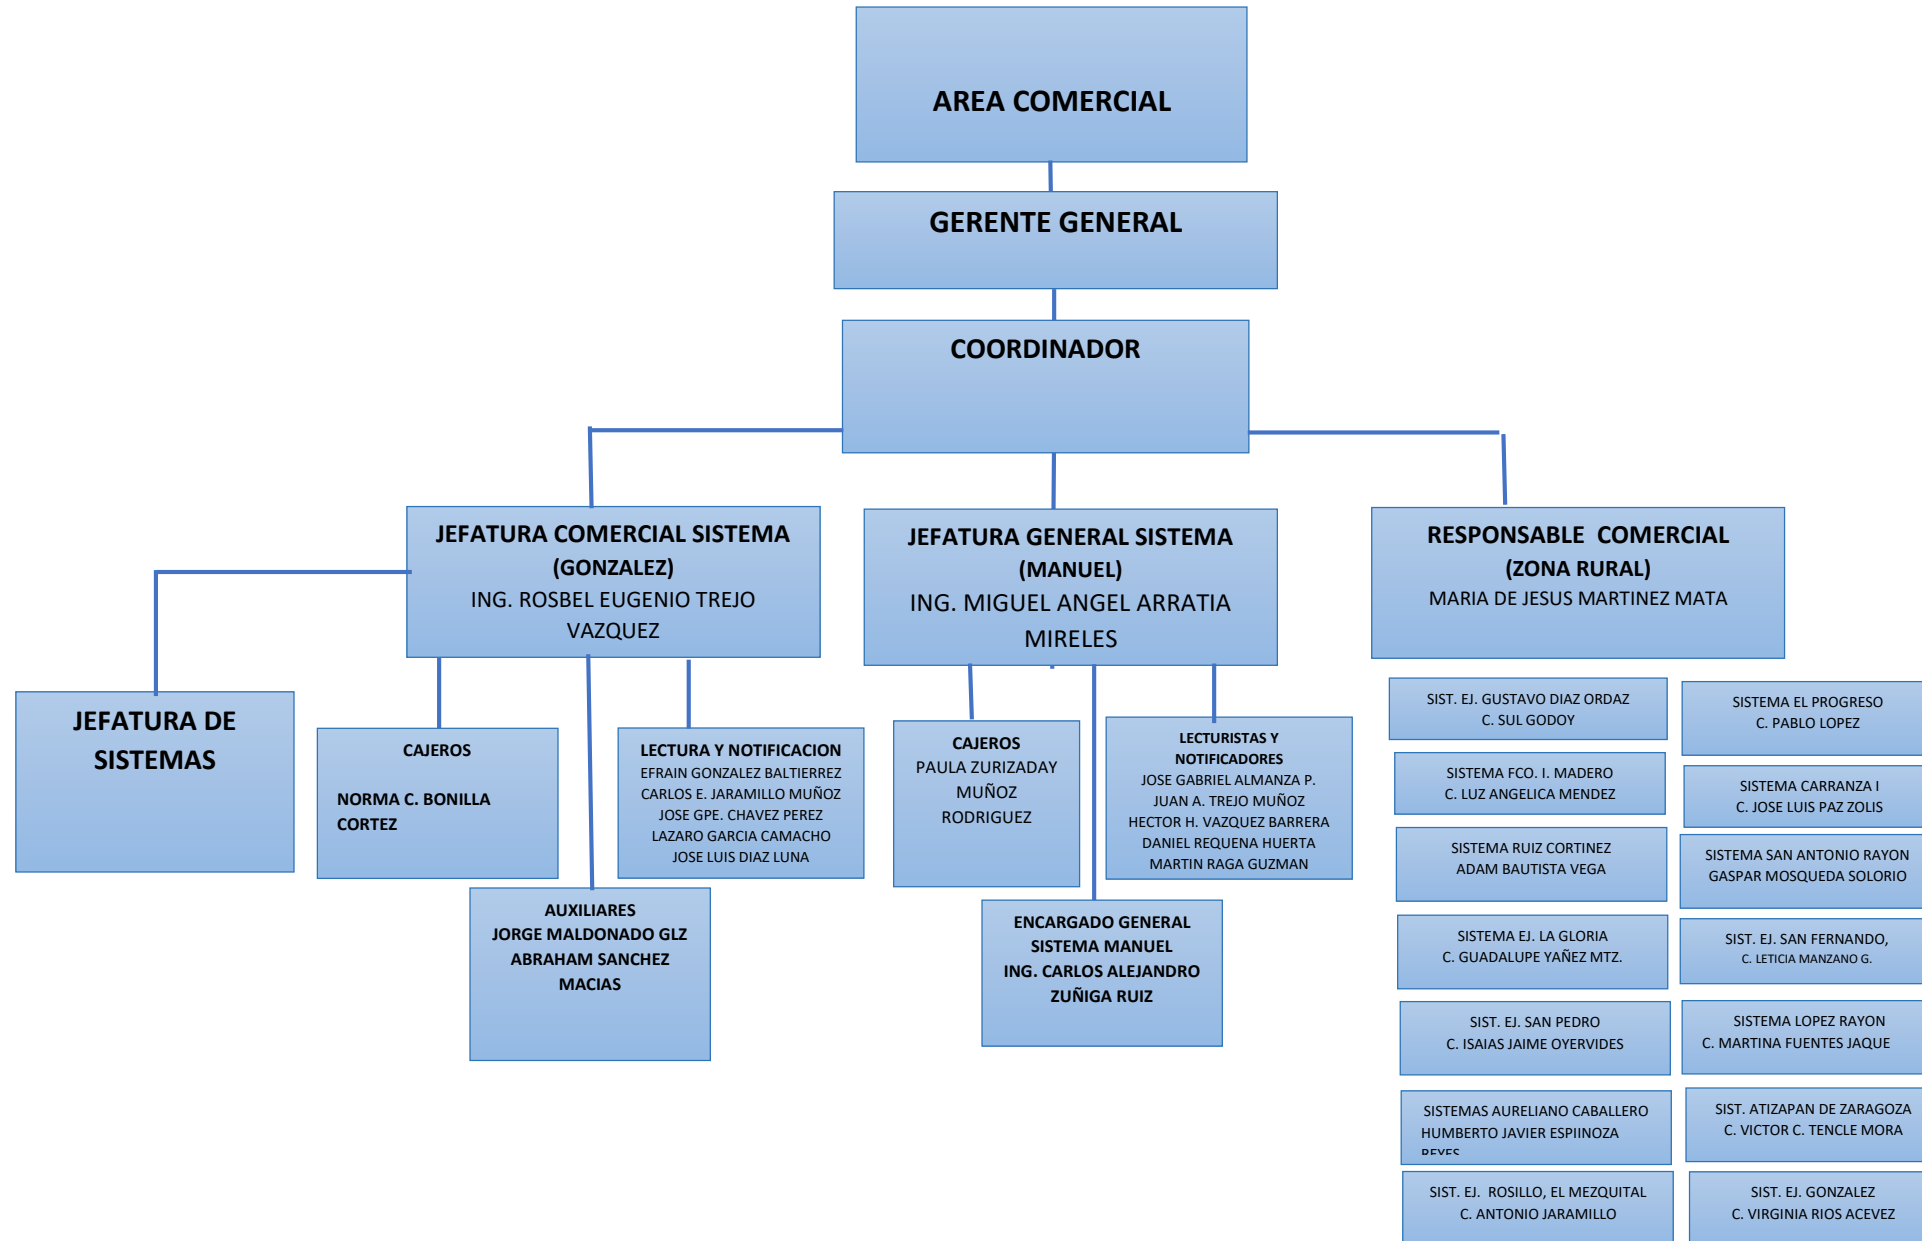 AREA COMERCIAL
GERENTE GENERAL
COORDINADOR
JEFATURA COMERCIAL SISTEMA
(GONZALEZ)
ING. ROSBEL EUGENIO TREJO
VAZQUEZ
JEFATURA GENERAL SISTEMA
(MANUEL)
ING. MIGUEL ANGEL ARRATIA
MIRELES
RESPONSABLE  COMERCIAL
(ZONA RURAL)
MARIA DE JESUS MARTINEZ MATA
JEFATURA DE
SISTEMAS
CAJEROS
NORMA C. BONILLA
CORTEZ
LECTURA Y NOTIFICACION
EFRAIN GONZALEZ BALTIERREZ
CARLOS E. JARAMILLO MUÑOZ
JOSE GPE. CHAVEZ PEREZ
LAZARO GARCIA CAMACHO
JOSE LUIS DIAZ LUNA
AUXILIARES
JORGE MALDONADO GLZ
ABRAHAM SANCHEZ
MACIAS
CAJEROS
PAULA ZURIZADAY
MUÑOZ
RODRIGUEZ
LECTURISTAS Y
NOTIFICADORES
JOSE GABRIEL ALMANZA P.
JUAN A. TREJO MUÑOZ
HECTOR H. VAZQUEZ BARRERA
DANIEL REQUENA HUERTA
MARTIN RAGA GUZMAN
ENCARGADO GENERAL
SISTEMA MANUEL
ING. CARLOS ALEJANDRO
ZUÑIGA RUIZ
SIST. EJ. GUSTAVO DIAZ ORDAZ
C. SUL GODOY
SISTEMA EL PROGRESO
C. PABLO LOPEZ
SISTEMA FCO. I. MADERO
C. LUZ ANGELICA MENDEZ
SISTEMA CARRANZA I
C. JOSE LUIS PAZ ZOLIS
SISTEMA RUIZ CORTINEZ
ADAM BAUTISTA VEGA
SISTEMA SAN ANTONIO RAYON
GASPAR MOSQUEDA SOLORIO
SISTEMA EJ. LA GLORIA
C. GUADALUPE YAÑEZ MTZ.
SIST. EJ. SAN FERNANDO,
C. LETICIA MANZANO G.
SIST. EJ. SAN PEDRO
C. ISAIAS JAIME OYERVIDES
SISTEMA LOPEZ RAYON
C. MARTINA FUENTES JAQUE
SISTEMAS AURELIANO CABALLERO
HUMBERTO JAVIER ESPIINOZA
REYES
SIST. ATIZAPAN DE ZARAGOZA
C. VICTOR C. TENCLE MORA
SIST. EJ.  ROSILLO, EL MEZQUITAL
C. ANTONIO JARAMILLO
SIST. EJ. GONZALEZ
C. VIRGINIA RIOS ACEVEZ